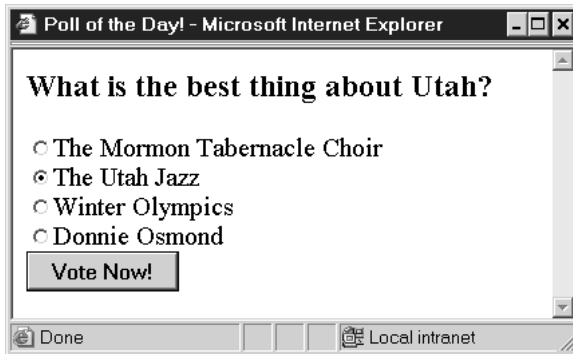 Poll of the Day! - Microsoft Internet Explorer
What is the best thing about Utah?
The Mormon Tabernacle Choir
The Utah Jazz
Winter Olympics
Donnie Osmond
Vote Now!
Done
Local intranet